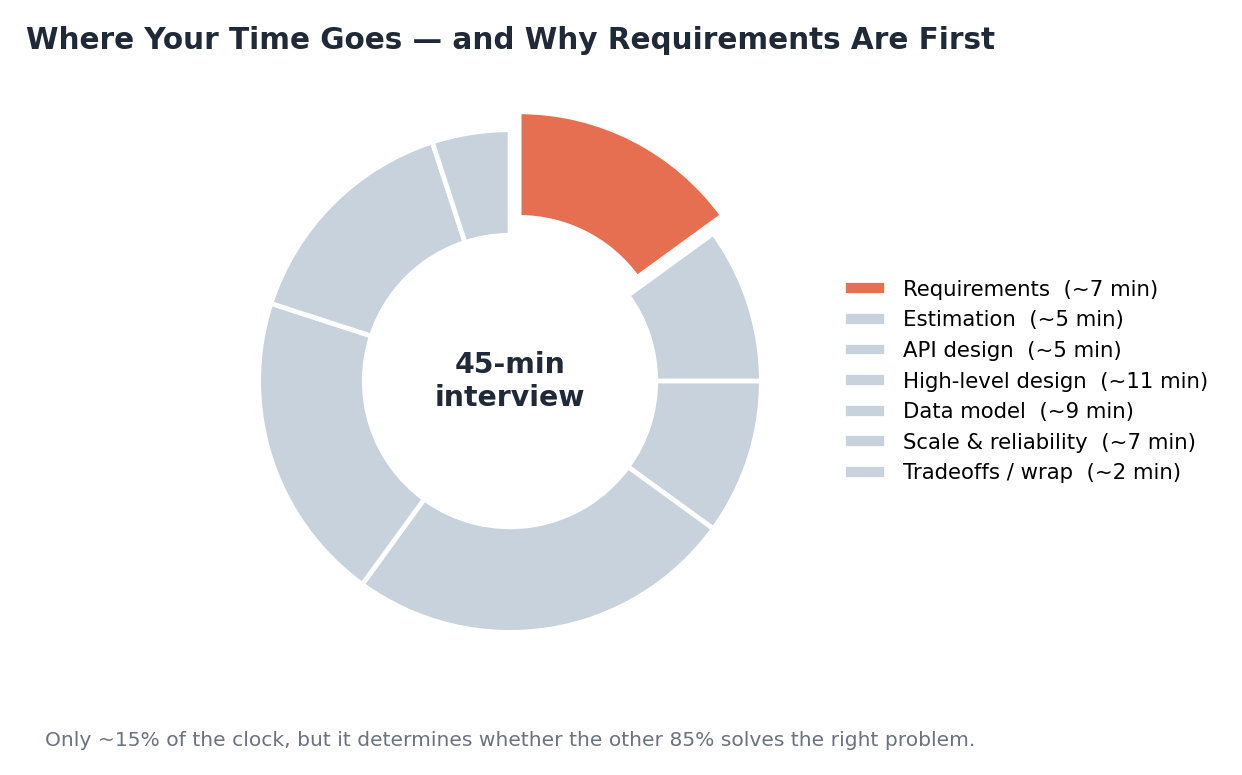 Where Your Time Goes — and Why Requirements Are First
45-min
interview
Requirements  (~7 min)
Estimation  (~5 min)
API design  (~5 min)
High-level design  (~11 min)
Data model  (~9 min)
Scale & reliability  (~7 min)
Tradeoffs / wrap  (~2 min)
Only ~15% of the clock, but it determines whether the other 85% solves the right problem.